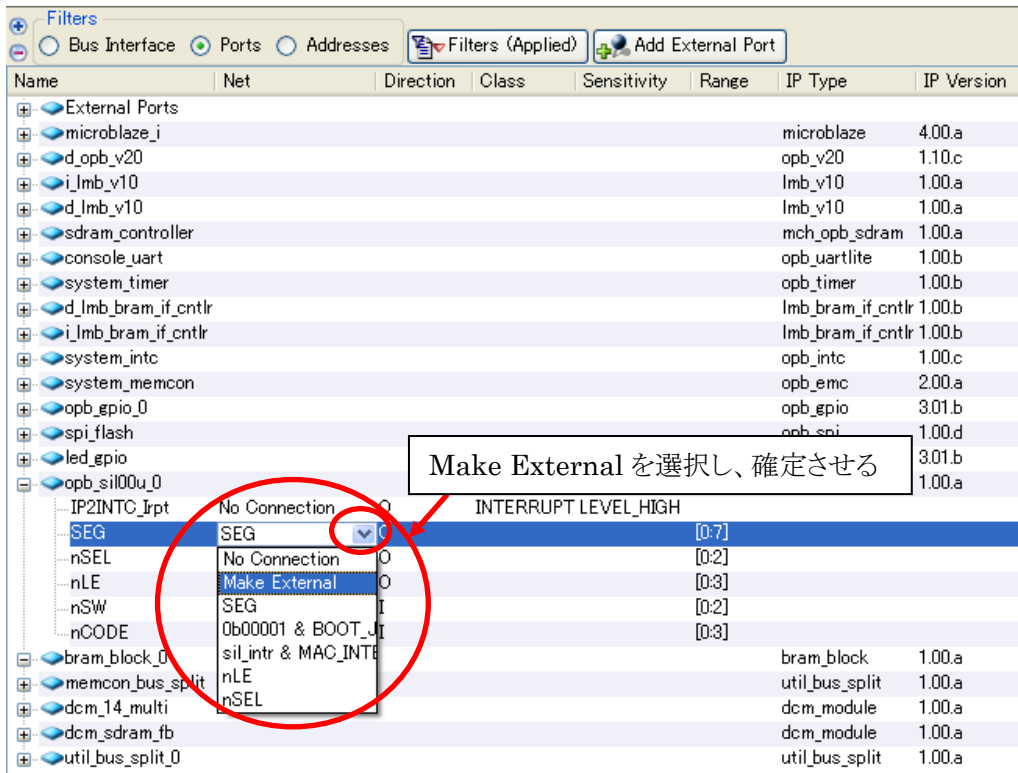 Filters
Bus Interface Ports Addresses Filters (Applied) Add External Port
Name Net Direction Class Sensitivity Range IP Type IP Version
External Ports
microblaze_i microblaze 4.00.a
d_opb_v20 opb_v20 1.10.c
i_lmb_v10 lmb_v10 1.00.a
d_lmb_v10 lmb_v10 1.00.a
sdram_controller mch_opb_sdram 1.00.a
console_uart opb_uartlite 1.00.b
system_timer opb_timer 1.00.b
d_lmb_bram_if_cntlr lmb_bram_if_cntlr 1.00.b
i_lmb_bram_if_cntlr lmb_bram_if_cntlr 1.00.b
system_intc opb_intc 1.00.c
system_memcon opb_emc 2.00.a
opb_gpio_0 opb_gpio 3.01.b
spi_flash opb_spi 1.00.d
led_gpio 3.01.b
Make External を選択し、確定させる
opb_sil00u_0 1.00.a
IP2INTC_Irpt No Connection O INTERRUPT LEVEL_HIGH
SEG SEG O [0:7]
nSEL No Connection O [0:2]
nLE Make External O [0:3]
nSW SEG I [0:2]
nCODE 0b00001 & BOOT_J I [0:3]
bram_block_0 sil_intr & MAC_INTE bram_block 1.00.a
memcon_bus_split nLE util_bus_split 1.00.a
dcm_14_multi nSEL dcm_module 1.00.a
dcm_sdram_fb dcm_module 1.00.a
util_bus_split_0 util_bus_split 1.00.a